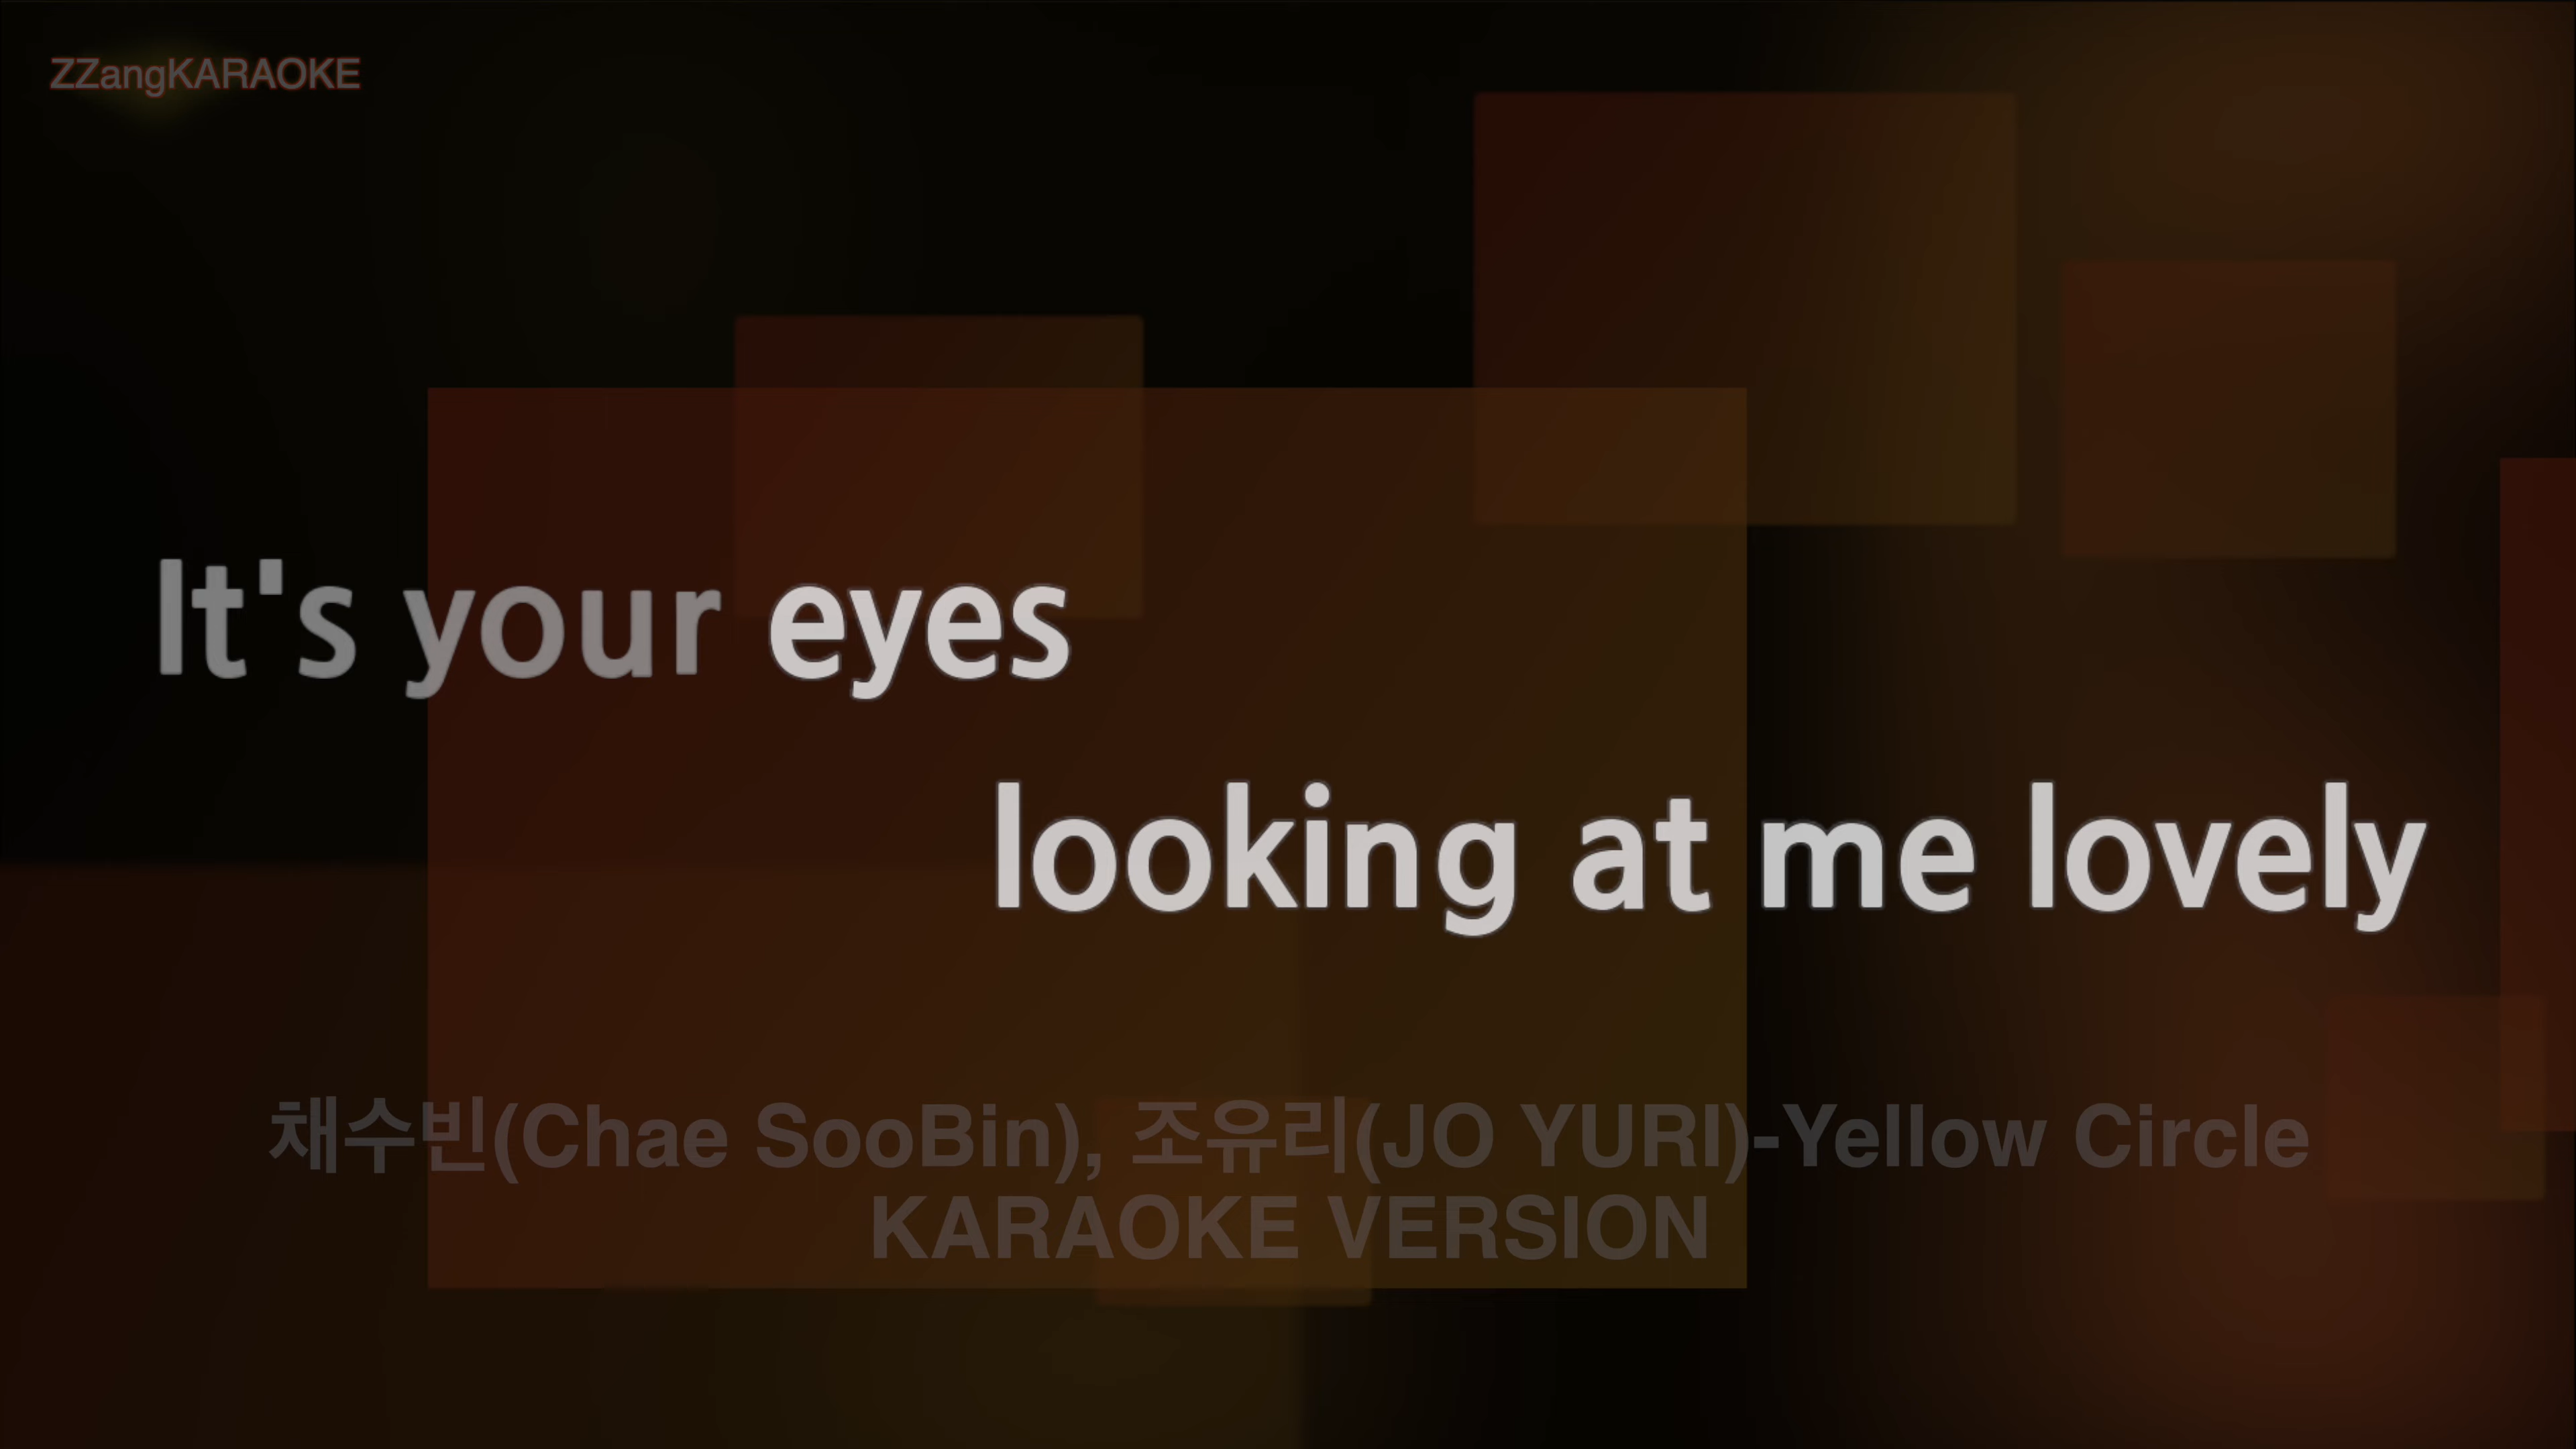 ZZangKARAOKE
It's your eyes
looking at me lovely
채수빈(Chae SooBin), 조유리(JO YURI)-Yellow Circle
KARAOKE VERSION